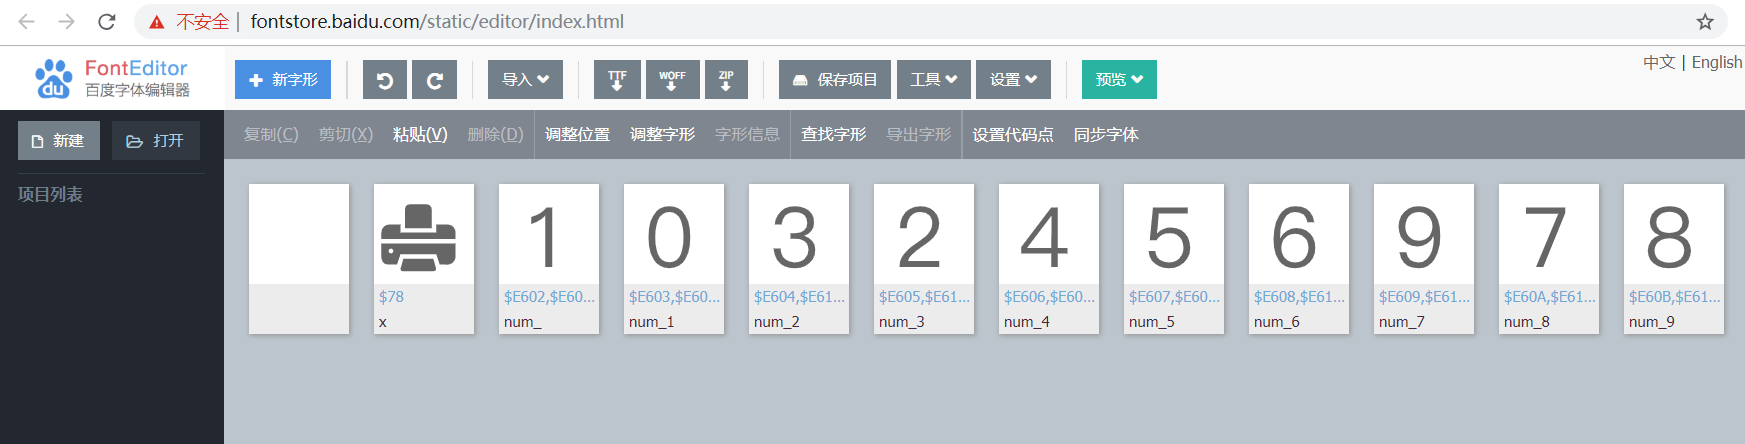 不安全 | fontstore.baidu.com/static/editor/index.html
FontEditor
百度字体编辑器
新字形
导入
TTF
WOFF
ZIP
保存项目
工具
设置
预览
中文 | English
新建
打开
项目列表
复制(C)
剪切(X)
粘贴(V)
删除(D)
调整位置
调整字形
字形信息
查找字形
导出字形
设置代码点
同步字体
1 0 3 2 4 5 6 9 7 8
$78 $E602,$E60... $E603,$E60... $E604,$E61... $E605,$E61... $E606,$E60... $E607,$E60... $E608,$E61... $E609,$E61... $E60A,$E61... $E60B,$E61...
x num_ num_1 num_2 num_3 num_4 num_5 num_6 num_7 num_8 num_9